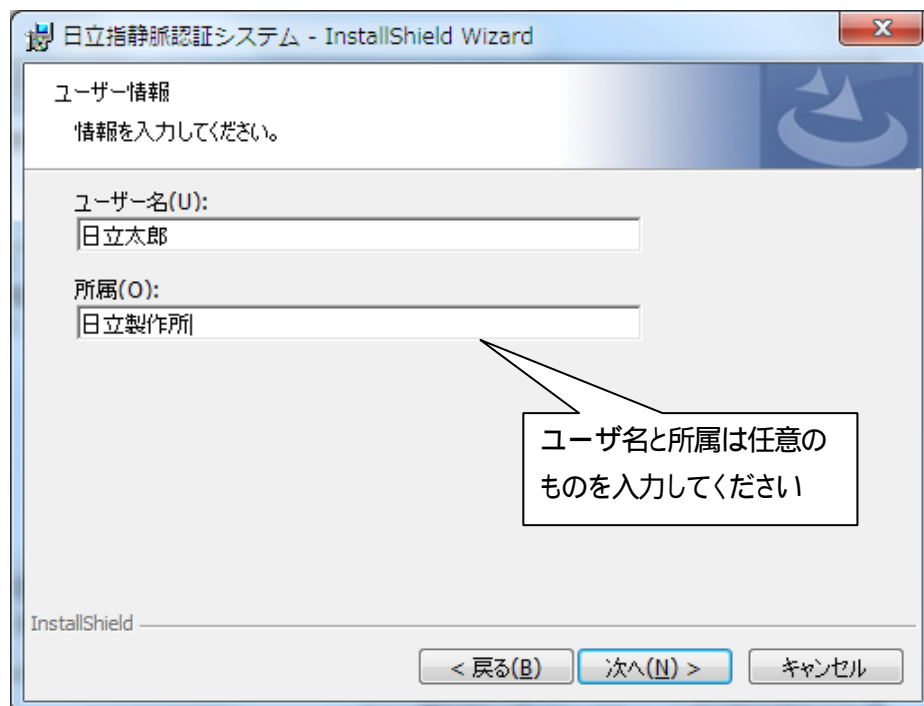 日立指静脈認証システム - InstallShield Wizard
ユーザー情報
情報を入力してください。
ユーザー名(U):
日立太郎
所属(O):
日立製作所
ユーザ名と所属は任意の
ものを入力してください
InstallShield
< 戻る(B)
次へ(N) >
キャンセル